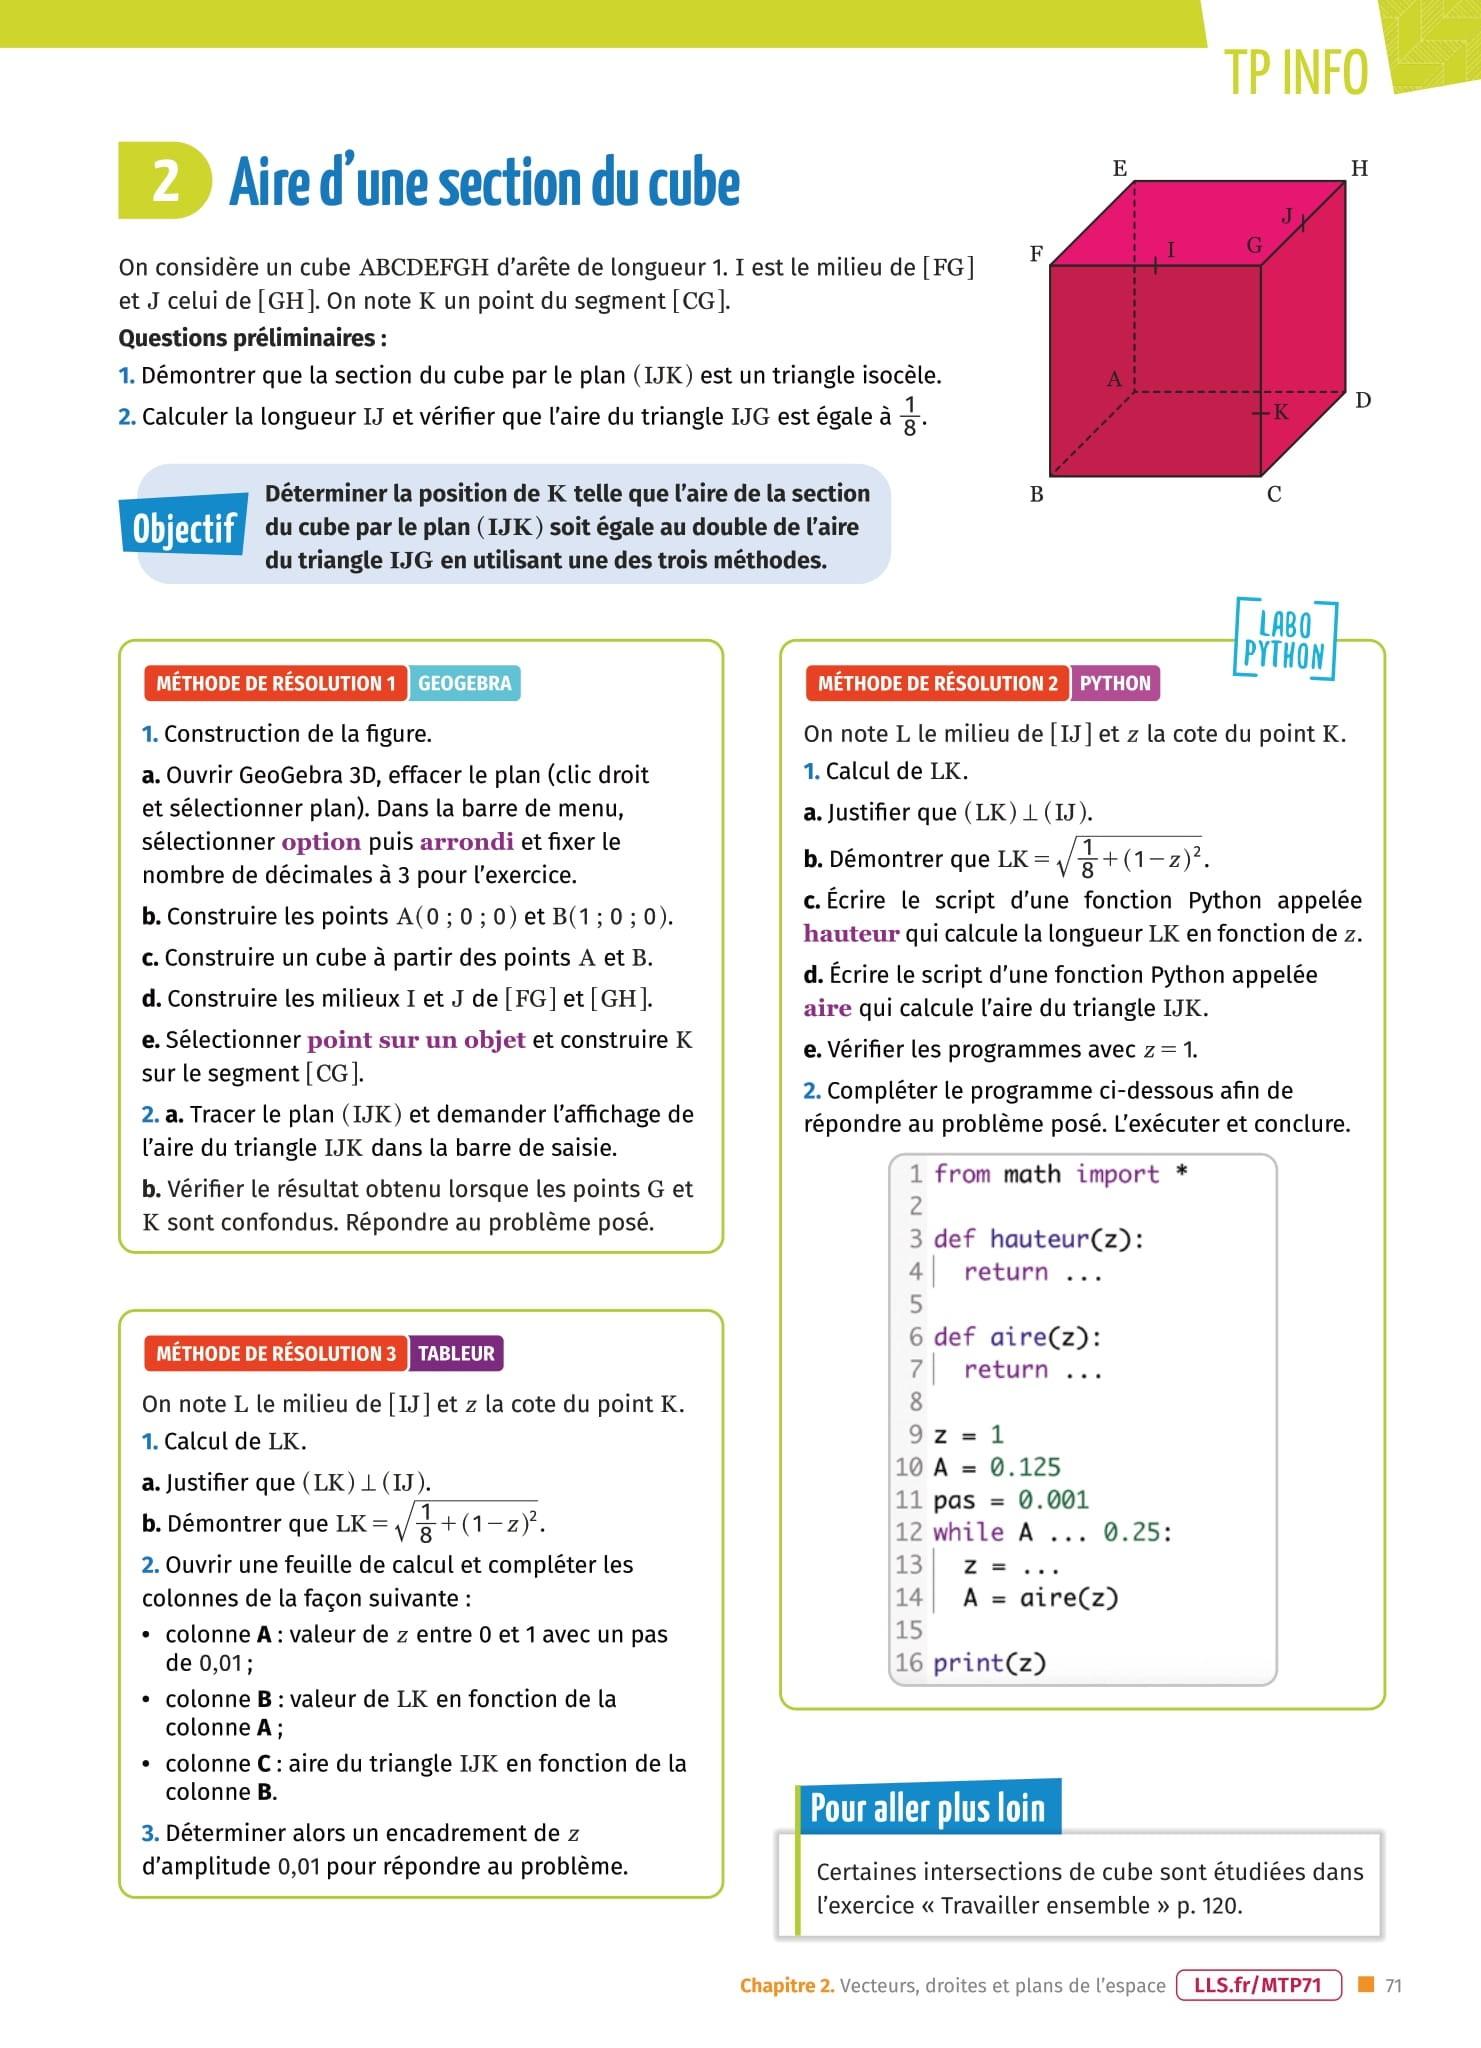 TP INFO
2 Aire d'une section du cube
On considère un cube ABCDEFGH d'arête de longueur 1. I est le milieu de [FG]
et J celui de [GH]. On note K un point du segment [CG].
Questions préliminaires :
1. Démontrer que la section du cube par le plan (IJK) est un triangle isocèle.
2. Calculer la longueur IJ et vérifier que l'aire du triangle IJG est égale à 1/8.
E
H
J
F
I
G
A
D
K
B
C
Objectif
Déterminer la position de K telle que l'aire de la section
du cube par le plan (IJK) soit égale au double de l'aire
du triangle IJG en utilisant une des trois méthodes.
MÉTHODE DE RÉSOLUTION 1 GEOGEBRA
1. Construction de la figure.
a. Ouvrir GeoGebra 3D, effacer le plan (clic droit
et sélectionner plan). Dans la barre de menu,
sélectionner option puis arrondi et fixer le
nombre de décimales à 3 pour l'exercice.
b. Construire les points A(0 ; 0 ; 0) et B(1 ; 0 ; 0).
c. Construire un cube à partir des points A et B.
d. Construire les milieux I et J de [FG] et [GH].
e. Sélectionner point sur un objet et construire K
sur le segment [CG].
2. a. Tracer le plan (IJK) et demander l'affichage de
l'aire du triangle IJK dans la barre de saisie.
b. Vérifier le résultat obtenu lorsque les points G et
K sont confondus. Répondre au problème posé.
MÉTHODE DE RÉSOLUTION 3 TABLEUR
On note L le milieu de [IJ] et z la cote du point K.
1. Calcul de LK.
a. Justifier que (LK) ⊥ (IJ).
b. Démontrer que LK = √(1/8 + (1 − z)²).
2. Ouvrir une feuille de calcul et compléter les
colonnes de la façon suivante :
• colonne A : valeur de z entre 0 et 1 avec un pas
de 0,01 ;
• colonne B : valeur de LK en fonction de la
colonne A ;
• colonne C : aire du triangle IJK en fonction de la
colonne B.
3. Déterminer alors un encadrement de z
d'amplitude 0,01 pour répondre au problème.
LABO
PYTHON
MÉTHODE DE RÉSOLUTION 2 PYTHON
On note L le milieu de [IJ] et z la cote du point K.
1. Calcul de LK.
a. Justifier que (LK) ⊥ (IJ).
b. Démontrer que LK = √(1/8 + (1 − z)²).
c. Écrire le script d'une fonction Python appelée
hauteur qui calcule la longueur LK en fonction de z.
d. Écrire le script d'une fonction Python appelée
aire qui calcule l'aire du triangle IJK.
e. Vérifier les programmes avec z = 1.
2. Compléter le programme ci-dessous afin de
répondre au problème posé. L'exécuter et conclure.
1 from math import *
2
3 def hauteur(z):
4 return ...
5
6 def aire(z):
7 return ...
8
9 z = 1
10 A = 0.125
11 pas = 0.001
12 while A ... 0.25:
13 z = ...
14 A = aire(z)
15
16 print(z)
Pour aller plus loin
Certaines intersections de cube sont étudiées dans
l'exercice « Travailler ensemble » p. 120.
Chapitre 2. Vecteurs, droites et plans de l'espace LLS.fr/MTP71 71